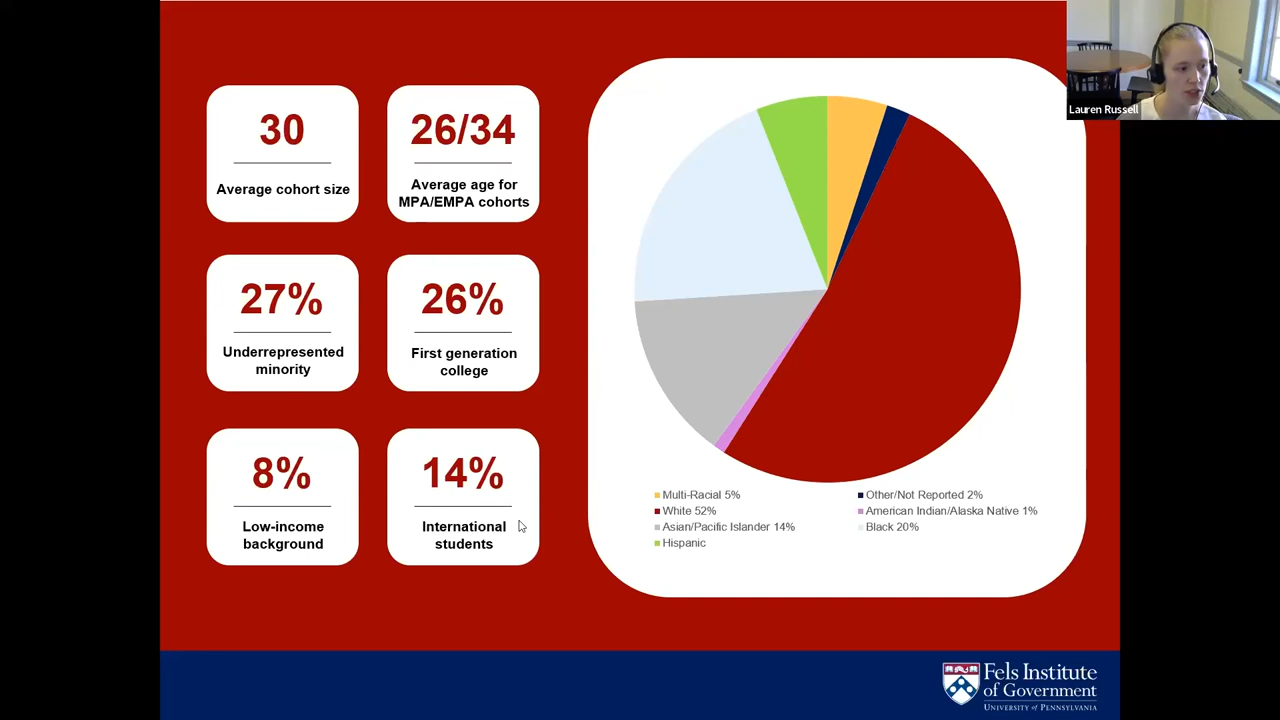 30
Average cohort size
26/34
Average age for
MPA/EMPA cohorts
27%
Underrepresented
minority
26%
First generation
college
8%
Low-income
background
14%
International
students
Multi-Racial 5%
Other/Not Reported 2%
White 52%
American Indian/Alaska Native 1%
Asian/Pacific Islander 14%
Black 20%
Hispanic
Lauren Russell
Fels Institute
of Government
UNIVERSITY OF PENNSYLVANIA